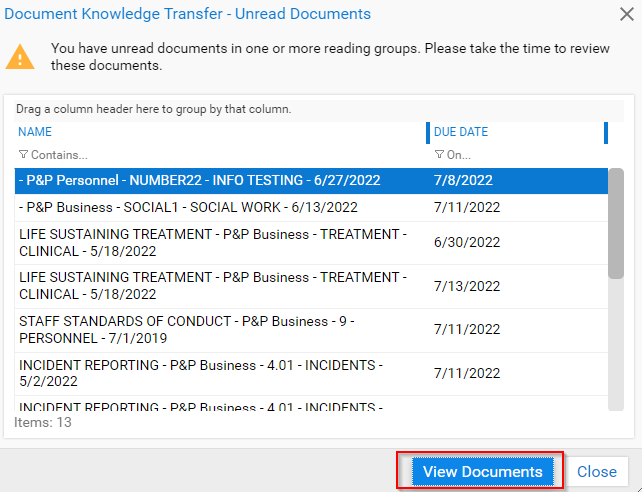 Document Knowledge Transfer - Unread Documents
You have unread documents in one or more reading groups. Please take the time to review
these documents.
Drag a column header here to group by that column.
NAME DUE DATE
Contains... On...
- P&P Personnel - NUMBER22 - INFO TESTING - 6/27/2022 7/8/2022
- P&P Business - SOCIAL1 - SOCIAL WORK - 6/13/2022 7/11/2022
LIFE SUSTAINING TREATMENT - P&P Business - TREATMENT -
CLINICAL - 5/18/2022 6/30/2022
LIFE SUSTAINING TREATMENT - P&P Business - TREATMENT -
CLINICAL - 5/18/2022 7/13/2022
STAFF STANDARDS OF CONDUCT - P&P Business - 9 -
PERSONNEL - 7/1/2019 7/11/2022
INCIDENT REPORTING - P&P Business - 4.01 - INCIDENTS -
5/2/2022 7/11/2022
INCIDENT REPORTING - P&P Business - 4.01 - INCIDENTS -
Items: 13
View Documents Close